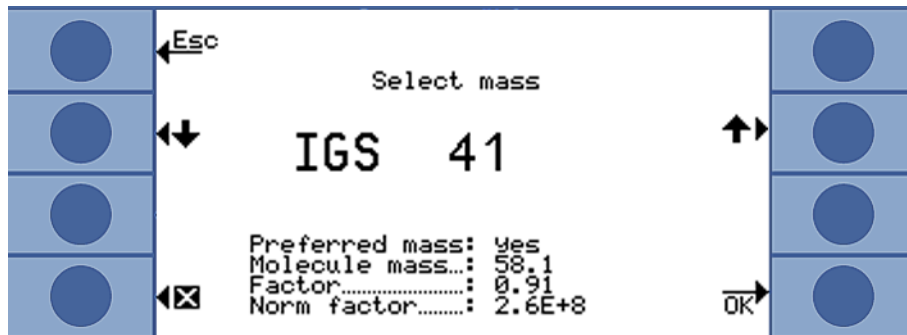 Esc
Select mass
IGS 41
Preferred mass: yes
Molecule mass…: 58.1
Factor……………………: 0.91
Norm factor………: 2.6E+8
OK